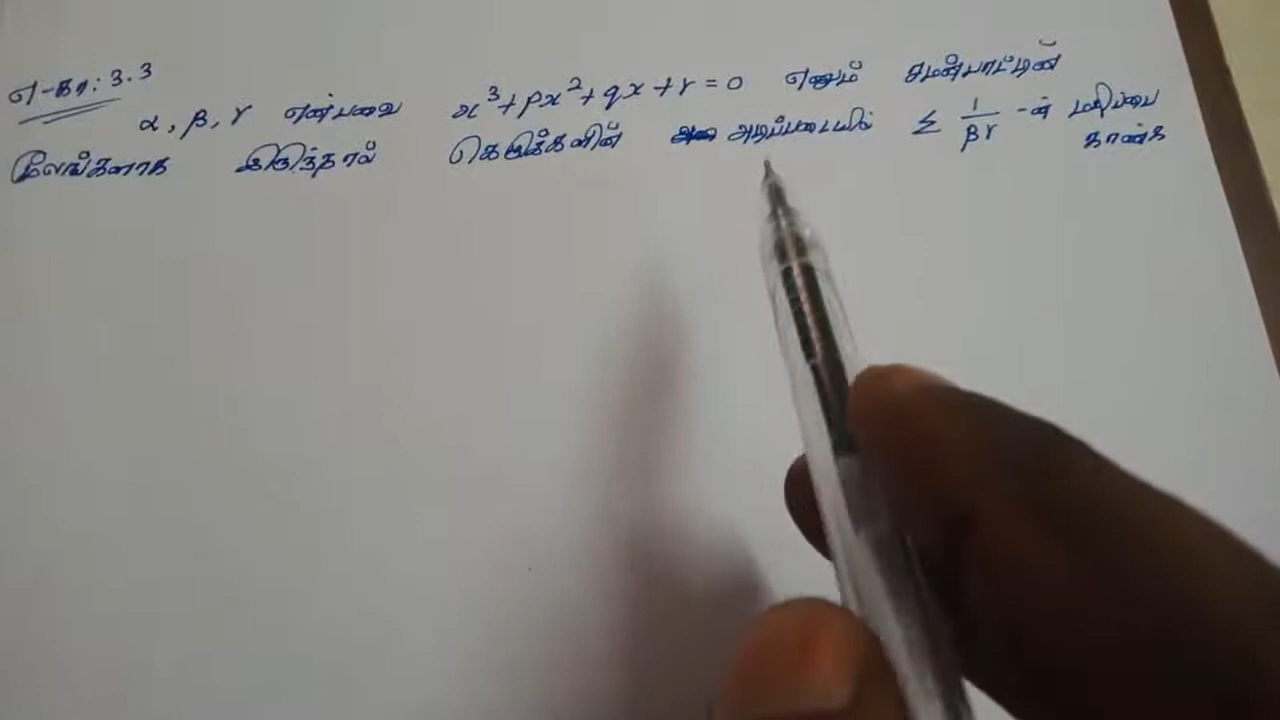 எ-கா: 3.3
α, β, γ என்பவை x³+px²+qx+r=0 எனும் சமன்பாட்டின்
மூலங்களாக இருந்தால் கெழுக்களின் அடிப்படையில் Σ 1/βγ -ன் மதிப்பை காண்க